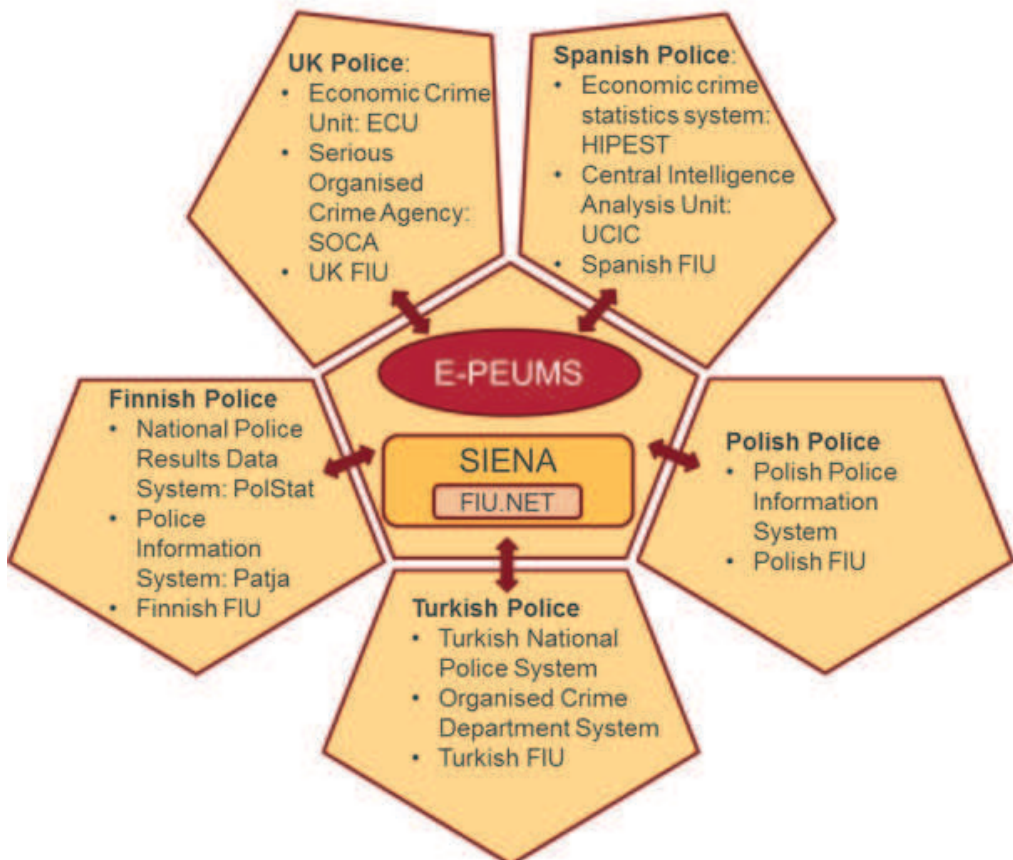 UK Police:
• Economic Crime
Unit: ECU
• Serious
Organised
Crime Agency:
SOCA
• UK FIU
Spanish Police:
• Economic crime
statistics system:
HIPEST
• Central Intelligence
Analysis Unit:
UCIC
• Spanish FIU
E-PEUMS
SIENA
FIU.NET
Finnish Police
• National Police
Results Data
System: PolStat
• Police
Information
System: Patja
• Finnish FIU
Polish Police
• Polish Police
Information
System
• Polish FIU
Turkish Police
• Turkish National
Police System
• Organised Crime
Department System
• Turkish FIU